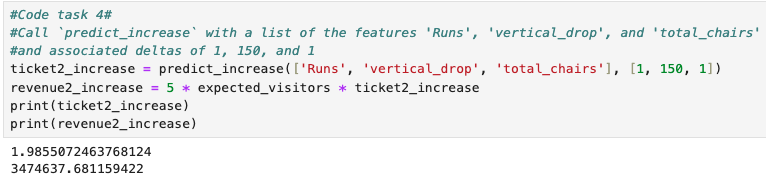 #Code task 4#
#Call `predict_increase` with a list of the features 'Runs', 'vertical_drop', and 'total_chairs'
#and associated deltas of 1, 150, and 1
ticket2_increase = predict_increase(['Runs', 'vertical_drop', 'total_chairs'], [1, 150, 1])
revenue2_increase = 5 * expected_visitors * ticket2_increase
print(ticket2_increase)
print(revenue2_increase)
1.9855072463768124
3474637.681159422